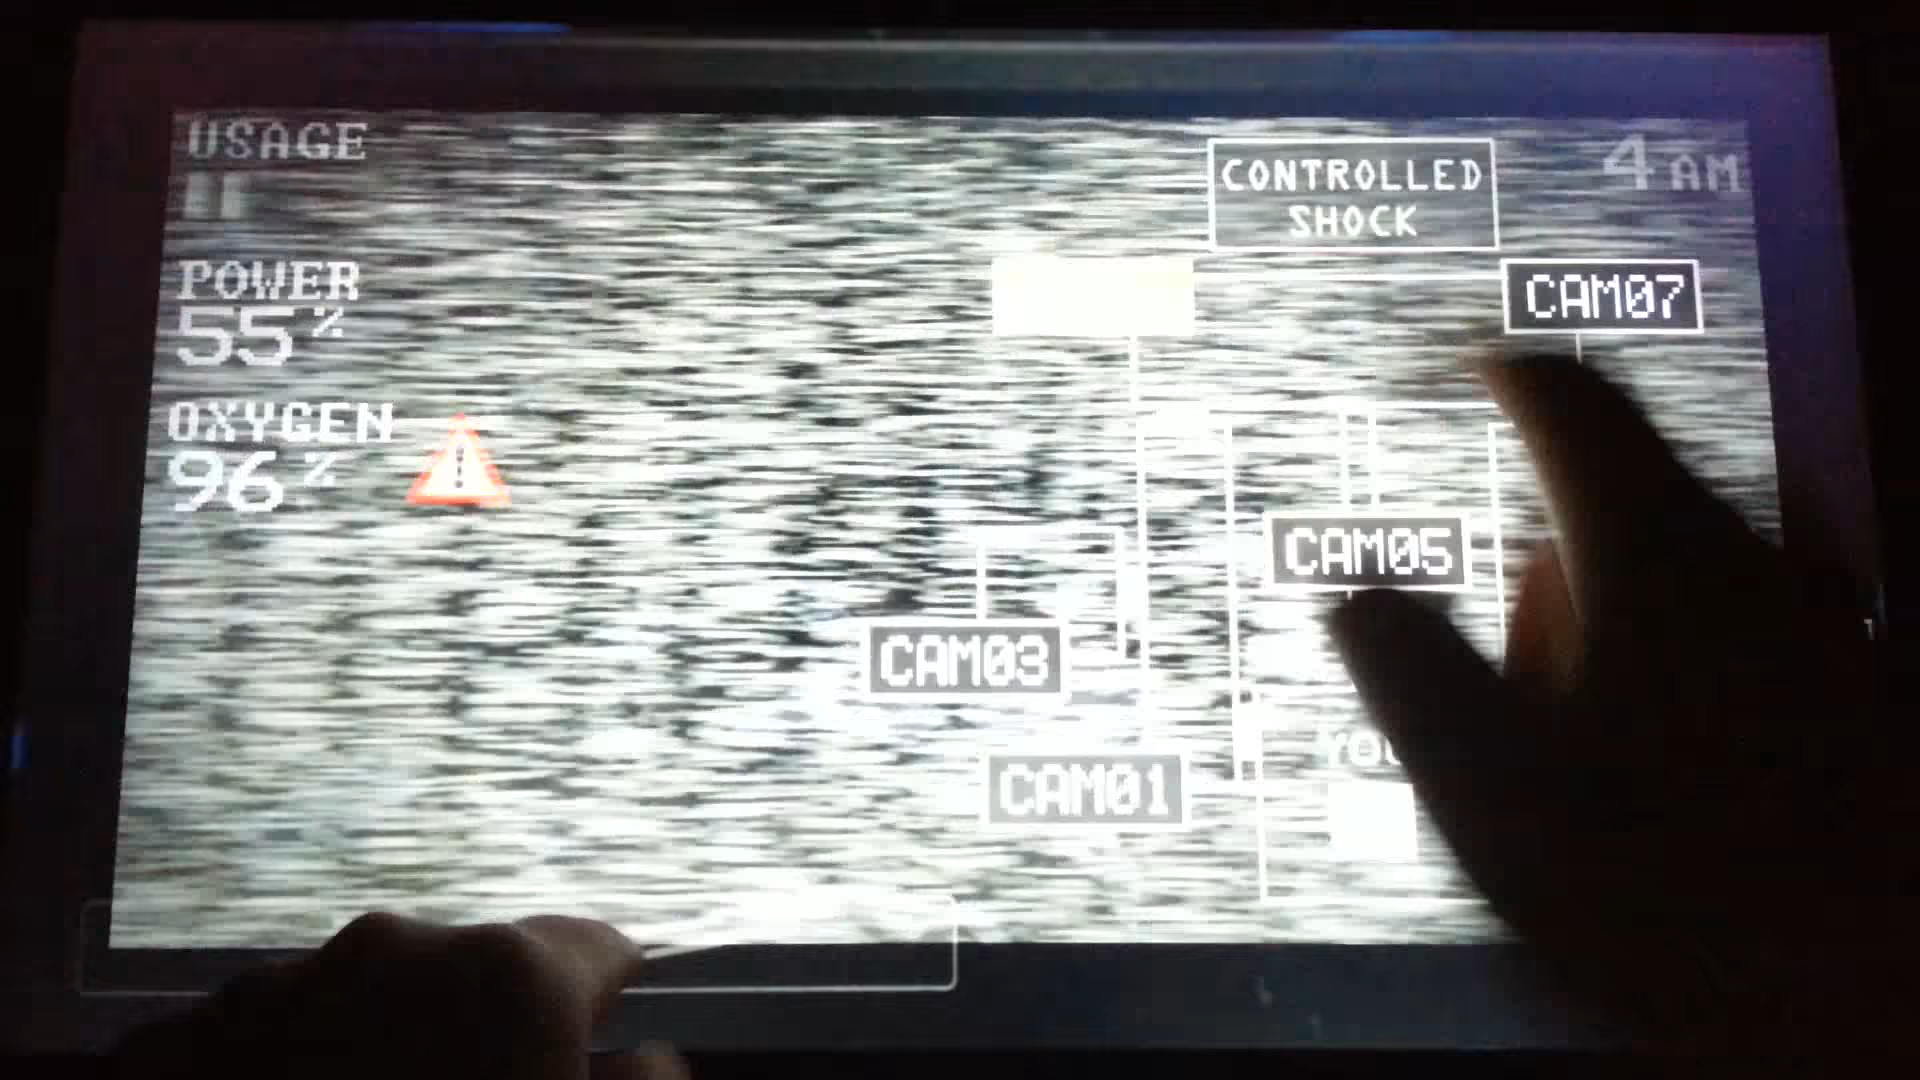 USAGE
POWER
55%
OXYGEN
96%
CONTROLLED
SHOCK
4 AM
CAM07
CAM05
CAM03
CAM01